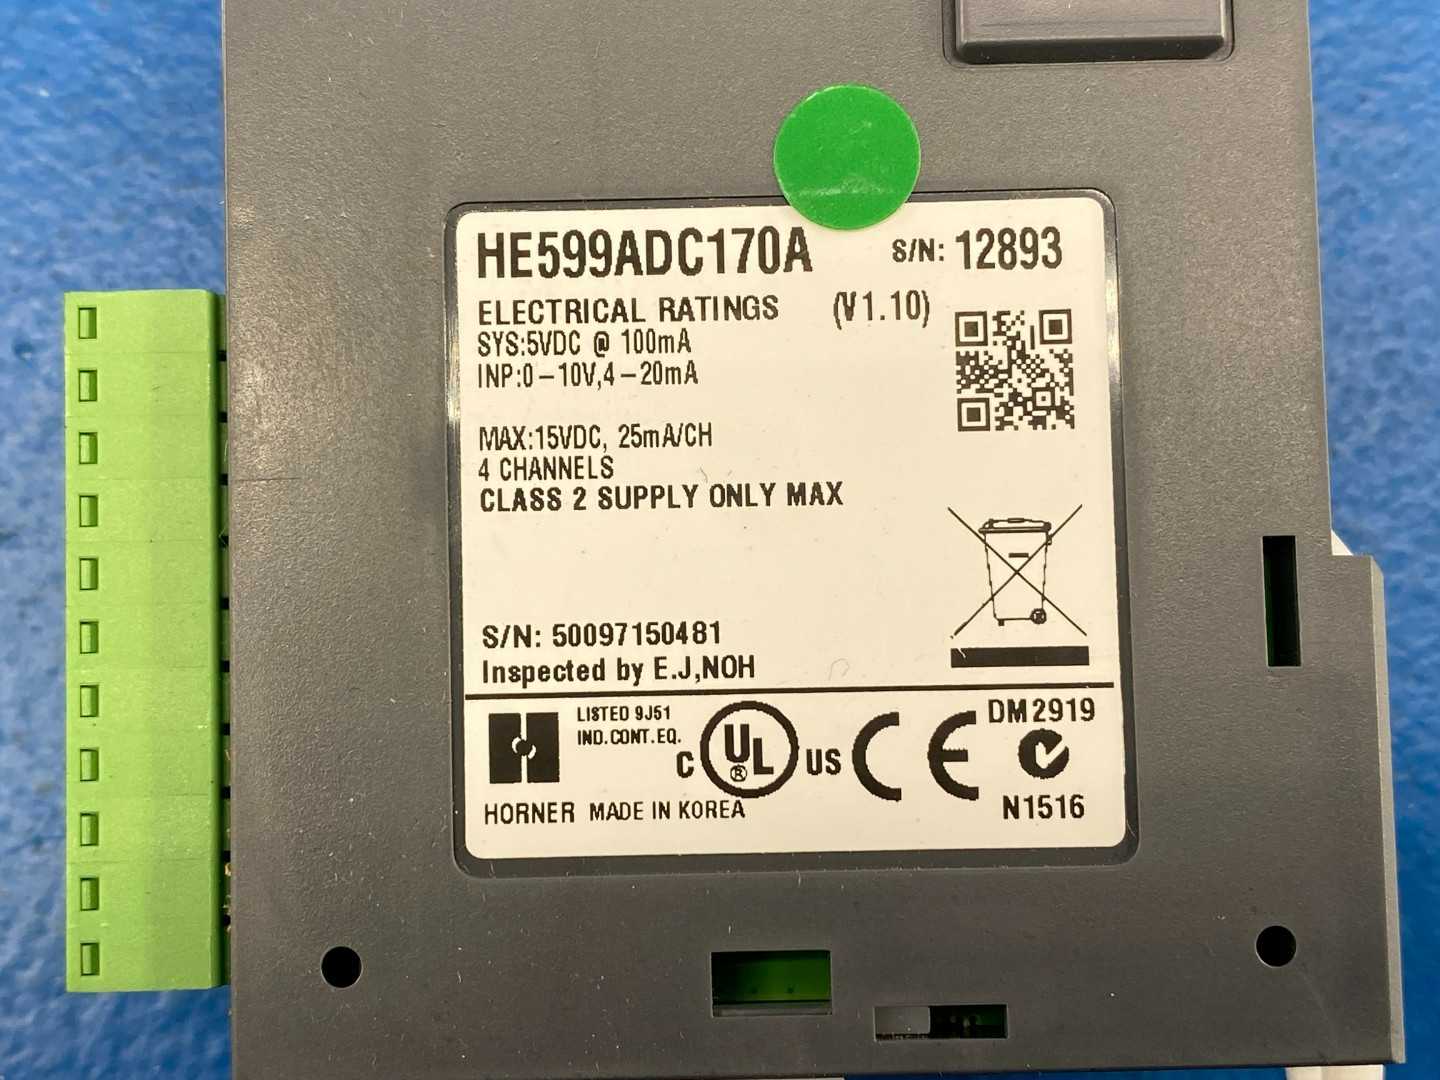 HE599ADC170A S/N: 12893
ELECTRICAL RATINGS (V1.10)
SYS:5VDC @ 100mA
INP:0-10V,4-20mA
MAX:15VDC, 25mA/CH
4 CHANNELS
CLASS 2 SUPPLY ONLY MAX
S/N: 50097150481
Inspected by E.J,NOH
LISTED 9J51
IND.CONT.EQ.
C UL® US CE
DM2919
N1516
HORNER MADE IN KOREA